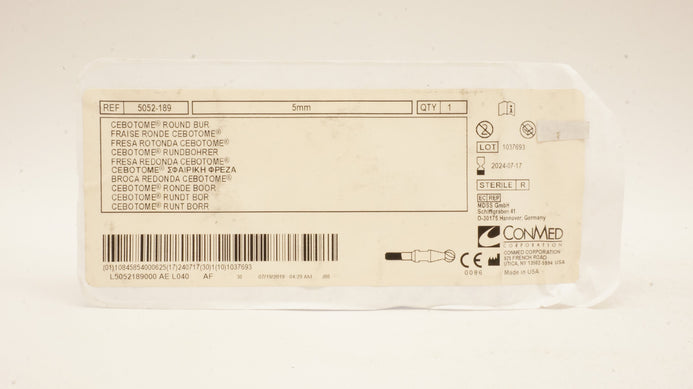 REF 5052-189 5mm QTY 1
CEBOTOME® ROUND BUR
FRAISE RONDE CEBOTOME®
FRESA ROTONDA CEBOTOME®
CEBOTOME® RUNDBOHRER
FRESA REDONDA CEBOTOME®
CEBOTOME® ΣΦΑΙΡΙΚΗ ΦΡΕΖΑ
BROCA REDONDA CEBOTOME®
CEBOTOME® RONDE BOOR
CEBOTOME® RUNDT BOR
CEBOTOME® RUNT BORR
LOT 1037693
2024-07-17
STERILE R
EC REP
MDSS GmbH
Schiffgraben 41
D-30175 Hannover, Germany
CONMED
CORPORATION
CONMED CORPORATION
525 FRENCH ROAD
UTICA, NY 13502-5994 USA
Made in USA
CE
0086
(01)10845854000625(17)240717(30)1(10)1037693
L5052189000 AE L040 AF 07/19/2019 04:29 AM